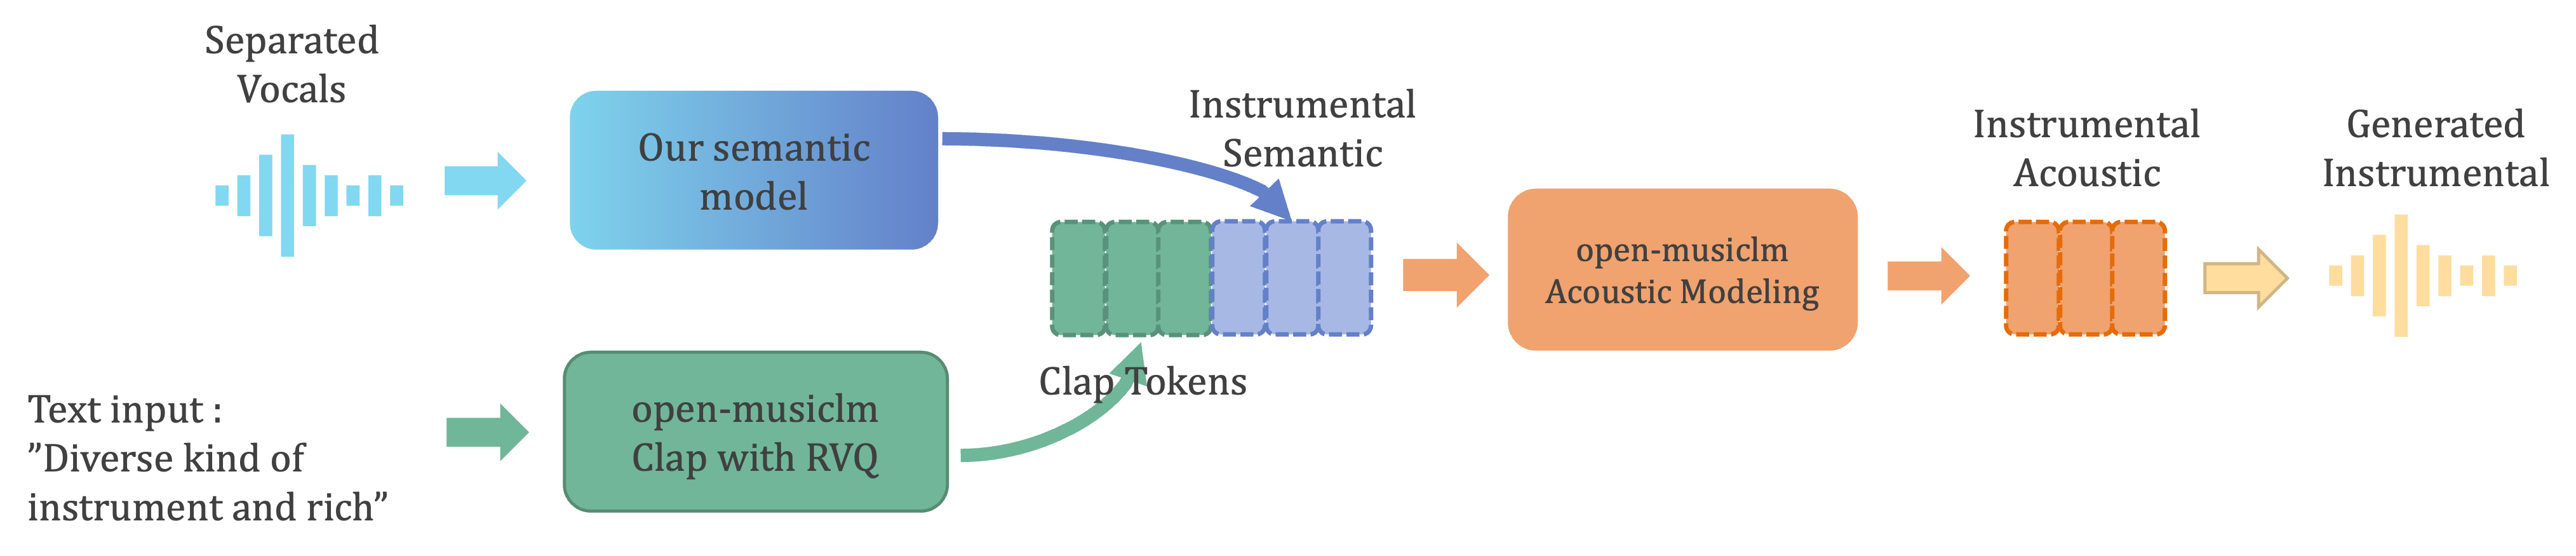 Separated
Vocals
Our semantic
model
Instrumental
Semantic
Text input :
”Diverse kind of
instrument and rich”
open-musiclm
Clap with RVQ
Clap Tokens
open-musiclm
Acoustic Modeling
Instrumental
Acoustic
Generated
Instrumental